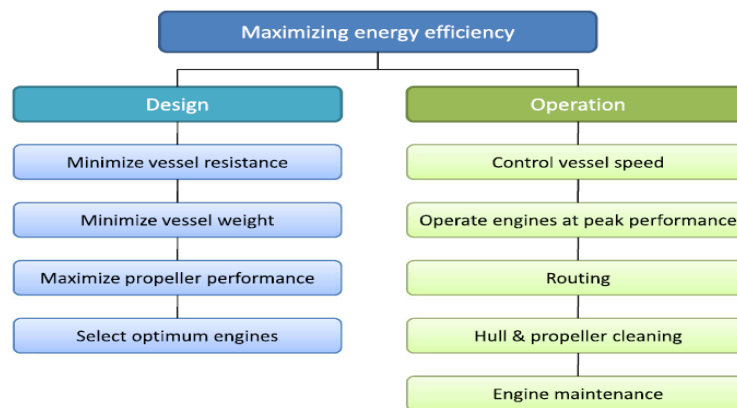 Maximizing energy efficiency
Design
Minimize vessel resistance
Minimize vessel weight
Maximize propeller performance
Select optimum engines
Operation
Control vessel speed
Operate engines at peak performance
Routing
Hull & propeller cleaning
Engine maintenance